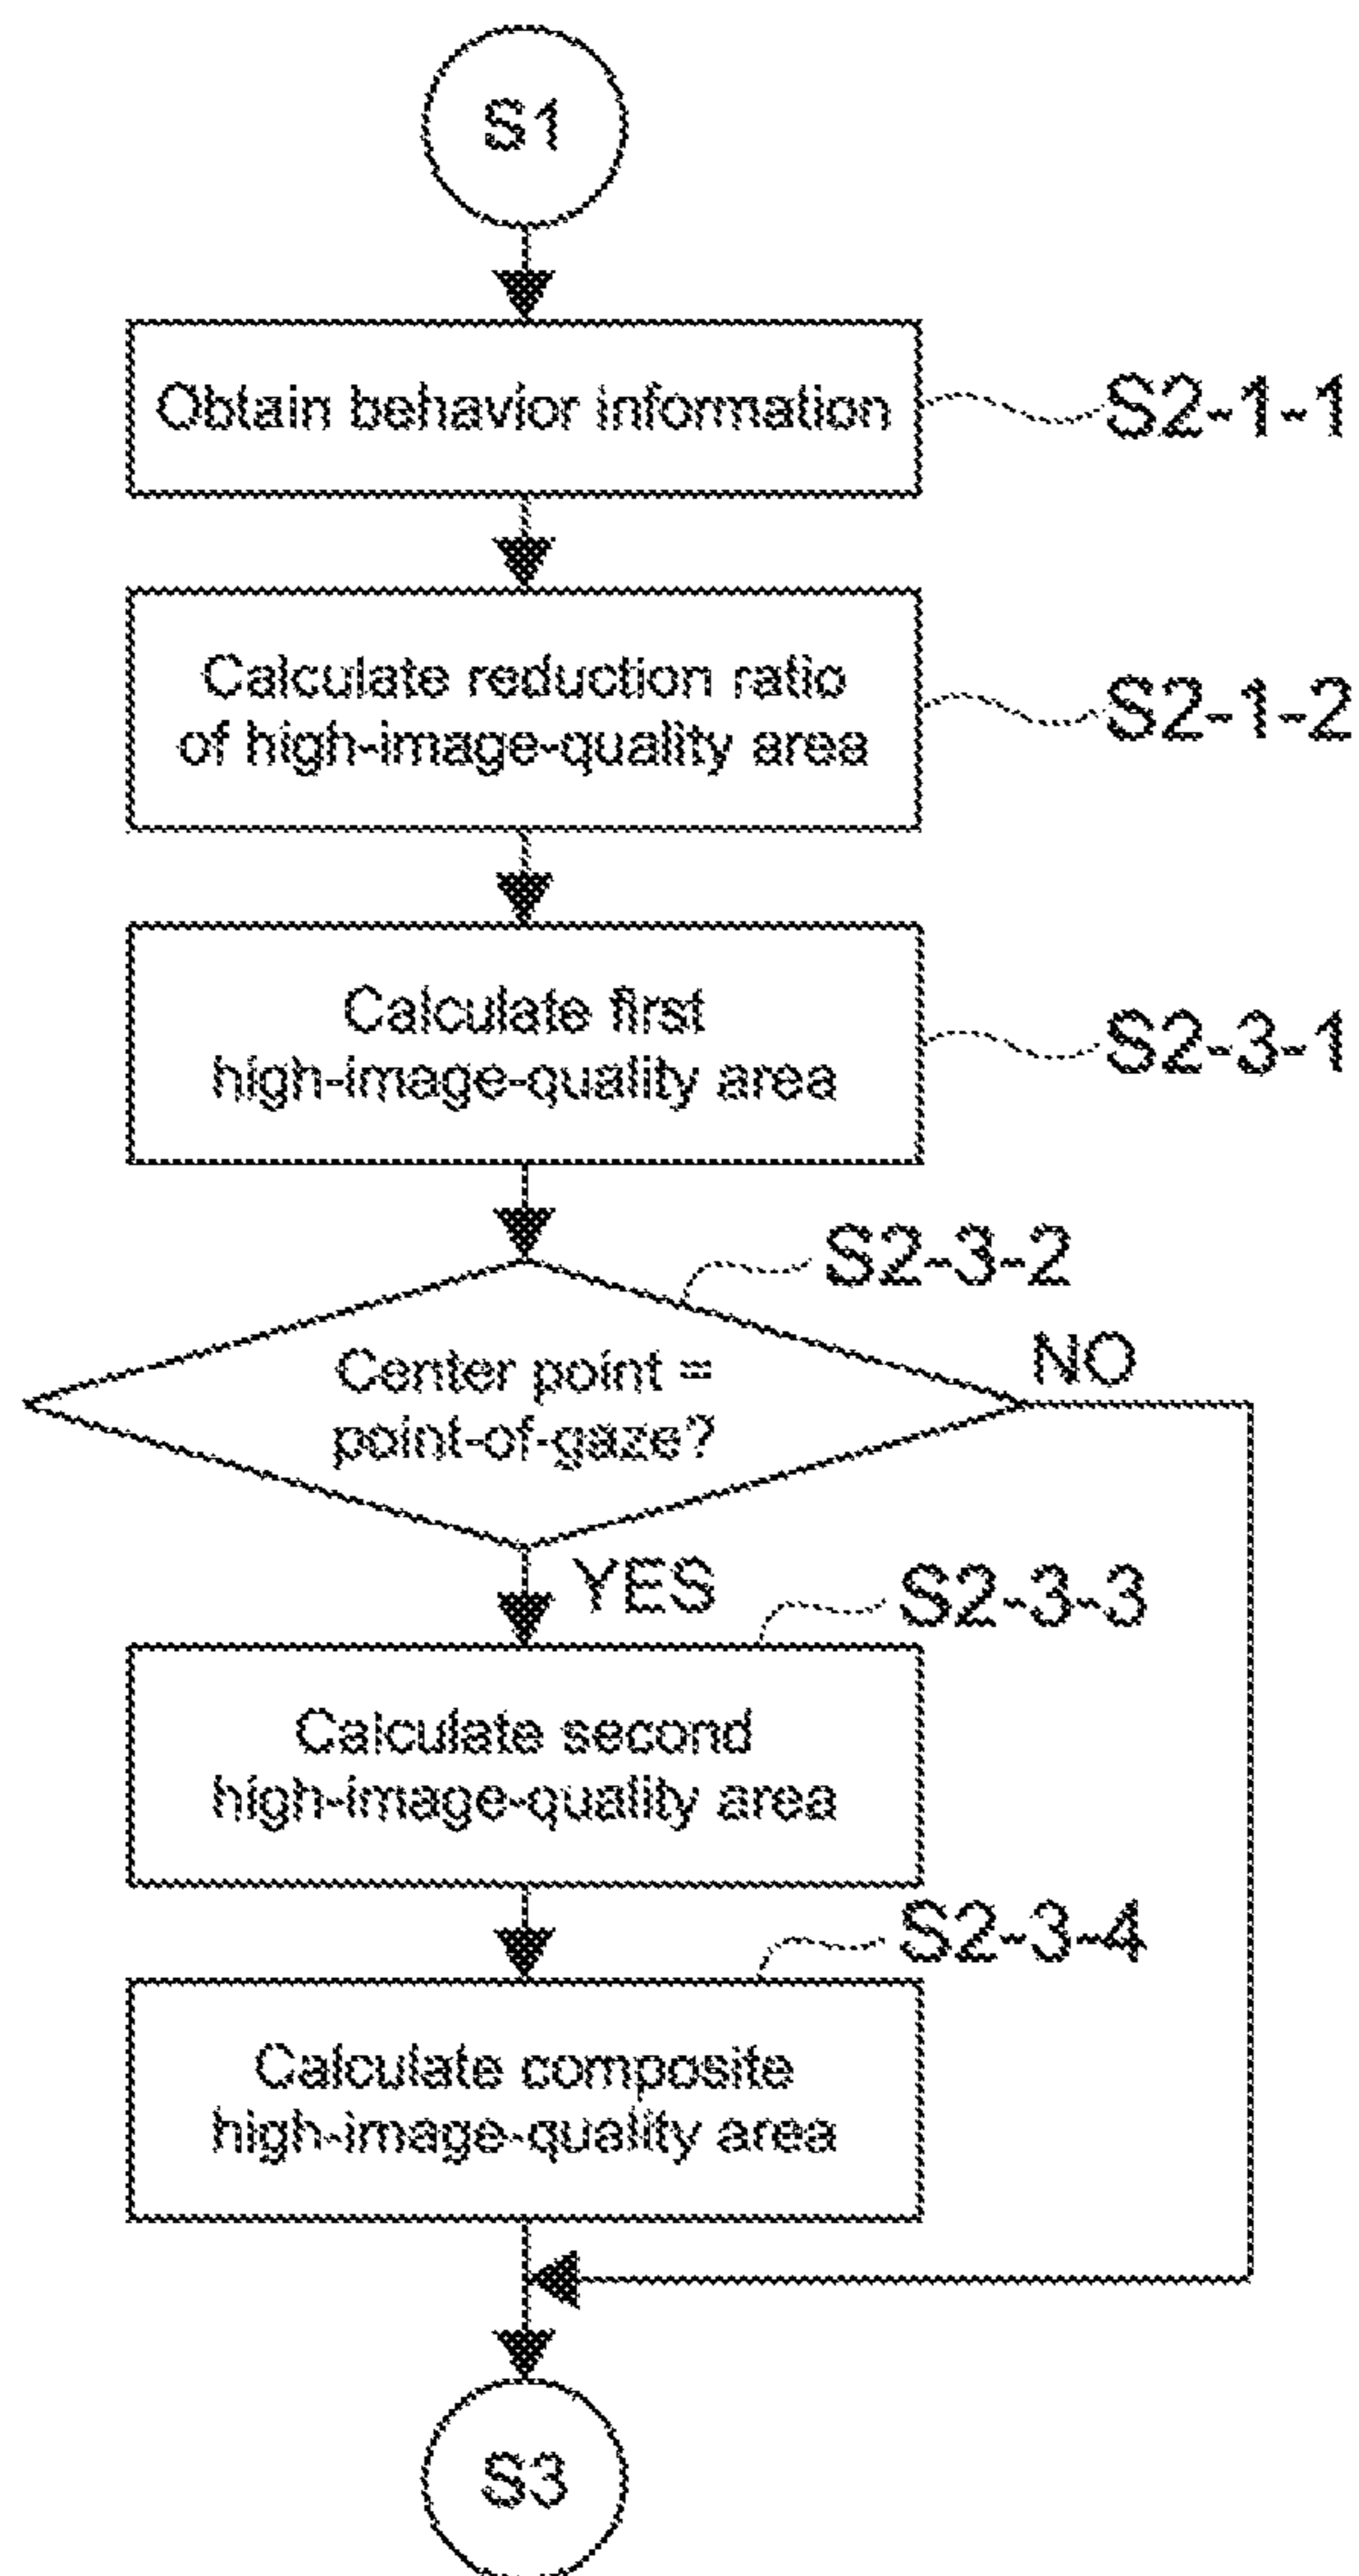 S1
Obtain behavior information
S2-1-1
Calculate reduction ratio
of high-image-quality area
S2-1-2
Calculate first
high-image-quality area
S2-3-1
S2-3-2
Center point =
point-of-gaze?
NO
YES
S2-3-3
Calculate second
high-image-quality area
S2-3-4
Calculate composite
high-image-quality area
S3